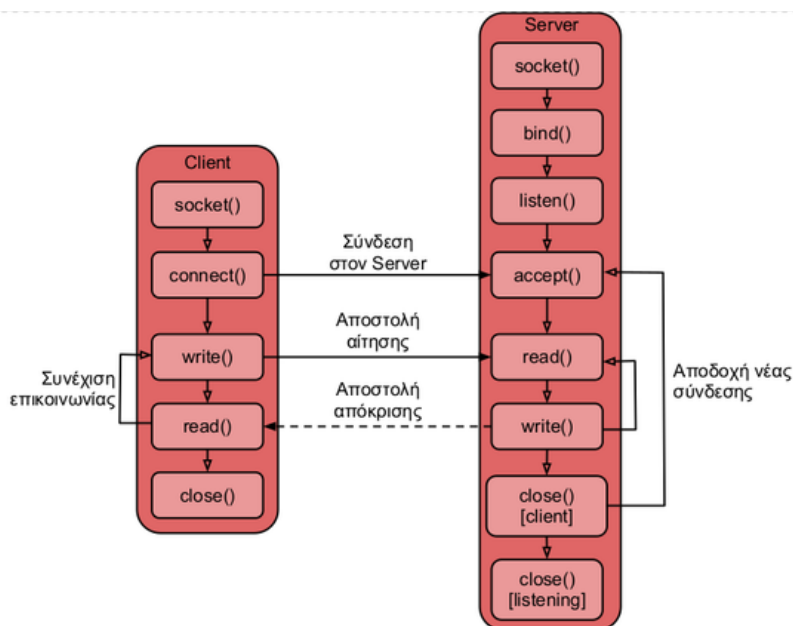 Client
socket()
connect()
write()
read()
close()
Συνέχιση
επικοινωνίας
Σύνδεση
στον Server
Αποστολή
αίτησης
Αποστολή
απόκρισης
Server
socket()
bind()
listen()
accept()
read()
write()
close()
[client]
close()
[listening]
Αποδοχή νέας
σύνδεσης